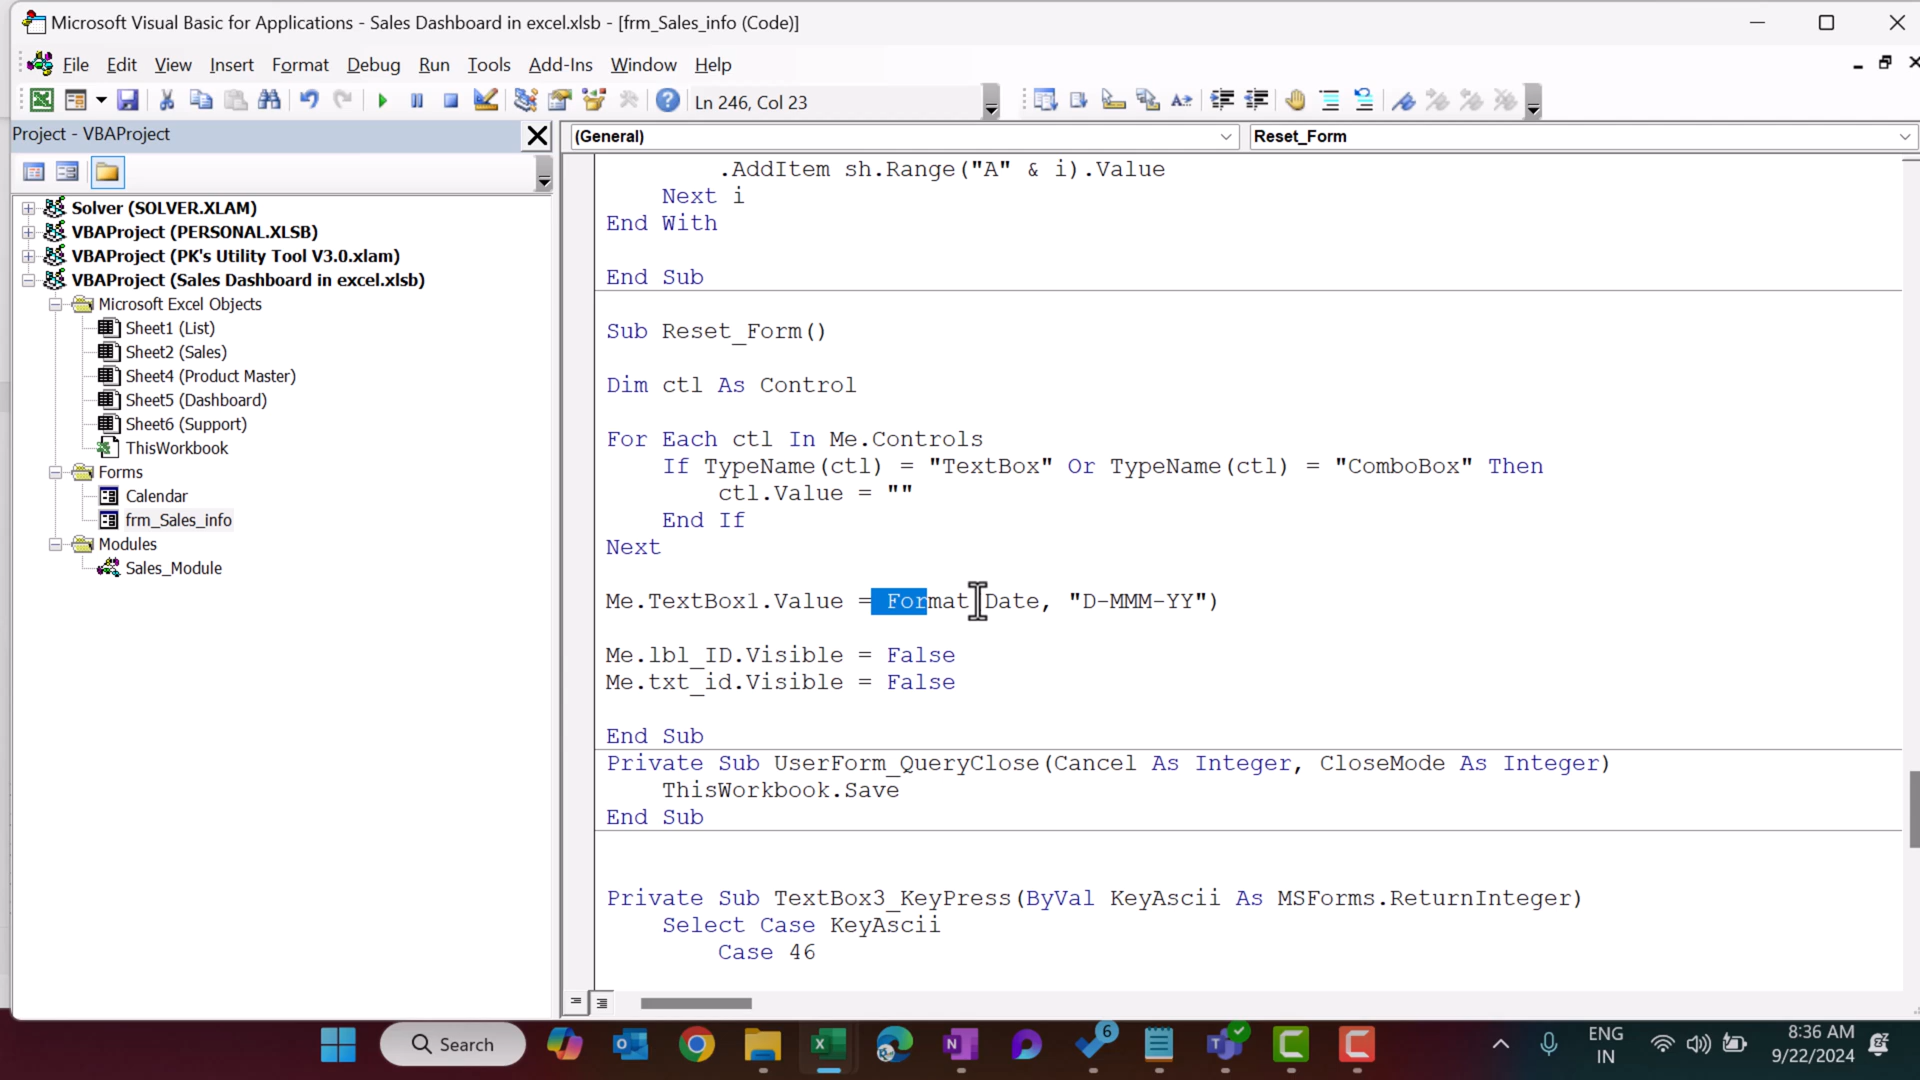 Microsoft Visual Basic for Applications - Sales Dashboard in excel.xlsb - [frm_Sales_info (Code)]
File Edit View Insert Format Debug Run Tools Add-Ins Window Help
Ln 246, Col 23
Project - VBAProject
(General)
Reset_Form
Solver (SOLVER.XLAM)
VBAProject (PERSONAL.XLSB)
VBAProject (PK's Utility Tool V3.0.xlam)
VBAProject (Sales Dashboard in excel.xlsb)
Microsoft Excel Objects
Sheet1 (List)
Sheet2 (Sales)
Sheet4 (Product Master)
Sheet5 (Dashboard)
Sheet6 (Support)
ThisWorkbook
Forms
Calendar
frm_Sales_info
Modules
Sales_Module
.AddItem sh.Range("A" & i).Value
Next i
End With
End Sub
Sub Reset_Form()
Dim ctl As Control
For Each ctl In Me.Controls
If TypeName(ctl) = "TextBox" Or TypeName(ctl) = "ComboBox" Then
ctl.Value = ""
End If
Next
Me.TextBox1.Value = Format Date, "D-MMM-YY")
Me.lbl_ID.Visible = False
Me.txt_id.Visible = False
End Sub
Private Sub UserForm_QueryClose(Cancel As Integer, CloseMode As Integer)
ThisWorkbook.Save
End Sub
Private Sub TextBox3_KeyPress(ByVal KeyAscii As MSForms.ReturnInteger)
Select Case KeyAscii
Case 46
Search
6
ENG
IN
8:36 AM
9/22/2024